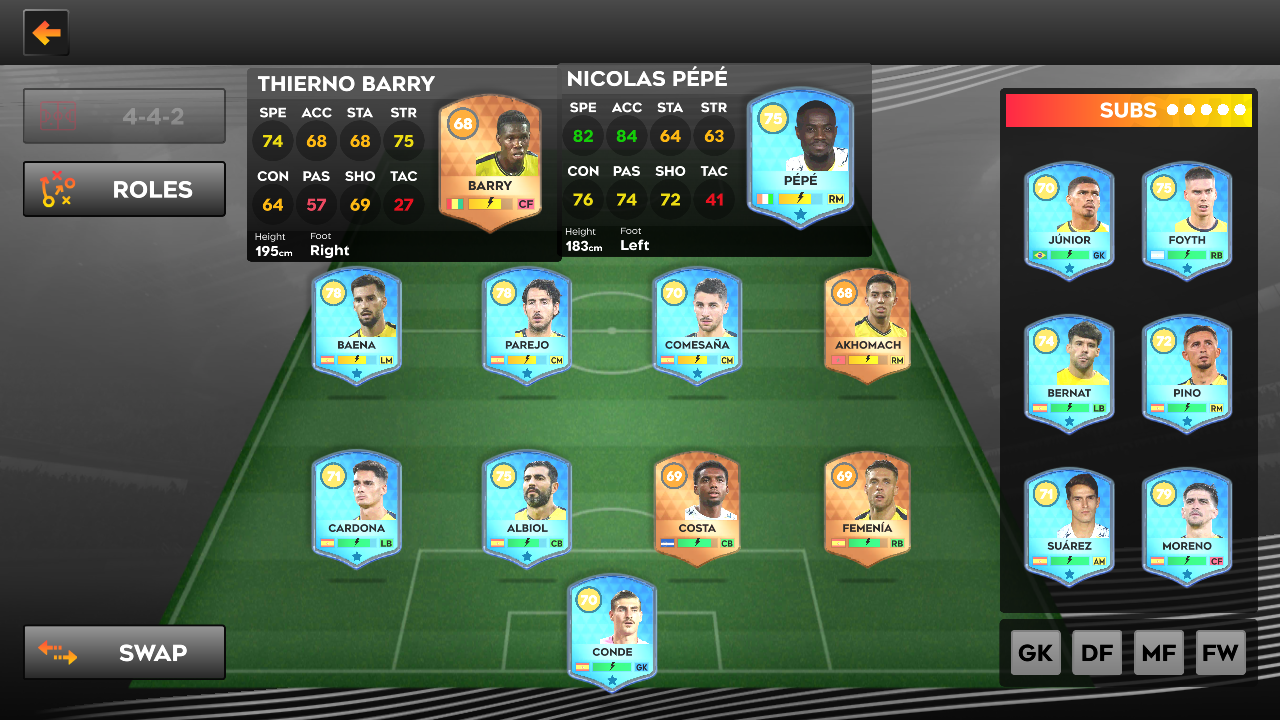 4-4-2
ROLES
THIERNO BARRY
SPE ACC STA STR
74 68 68 75
CON PAS SHO TAC
64 57 69 27
Height Foot
195cm Right
68
BARRY
CF
NICOLAS PÉPÉ
SPE ACC STA STR
82 84 64 63
CON PAS SHO TAC
76 74 72 41
Height Foot
183cm Left
75
PÉPÉ
RM
78
BAENA
LM
78
PAREJO
CM
70
COMESAÑA
CM
68
AKHOMACH
RM
71
CARDONA
LB
75
ALBIOL
CB
69
COSTA
CB
69
FEMENÍA
RB
70
CONDE
GK
SUBS
70
JÚNIOR
GK
75
FOYTH
RB
74
BERNAT
LB
72
PINO
RM
71
SUÁREZ
AM
79
MORENO
CF
SWAP
GK DF MF FW